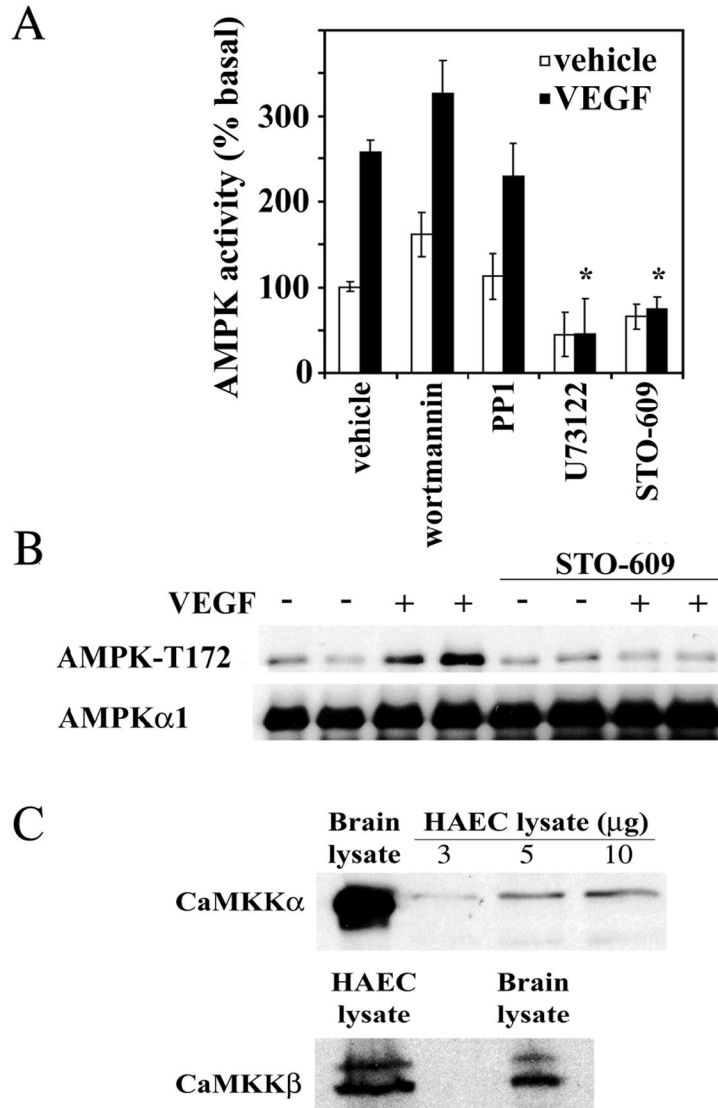 A
AMPK activity (% basal)
300
200
100
0
vehicle
VEGF
* *
vehicle
wortmannin
PP1
U73122
STO-609
B
STO-609
VEGF - - + + - - + +
AMPK-T172
AMPKα1
C
Brain lysate
HAEC lysate (μg)
3 5 10
CaMKKα
HAEC lysate
Brain lysate
CaMKKβ